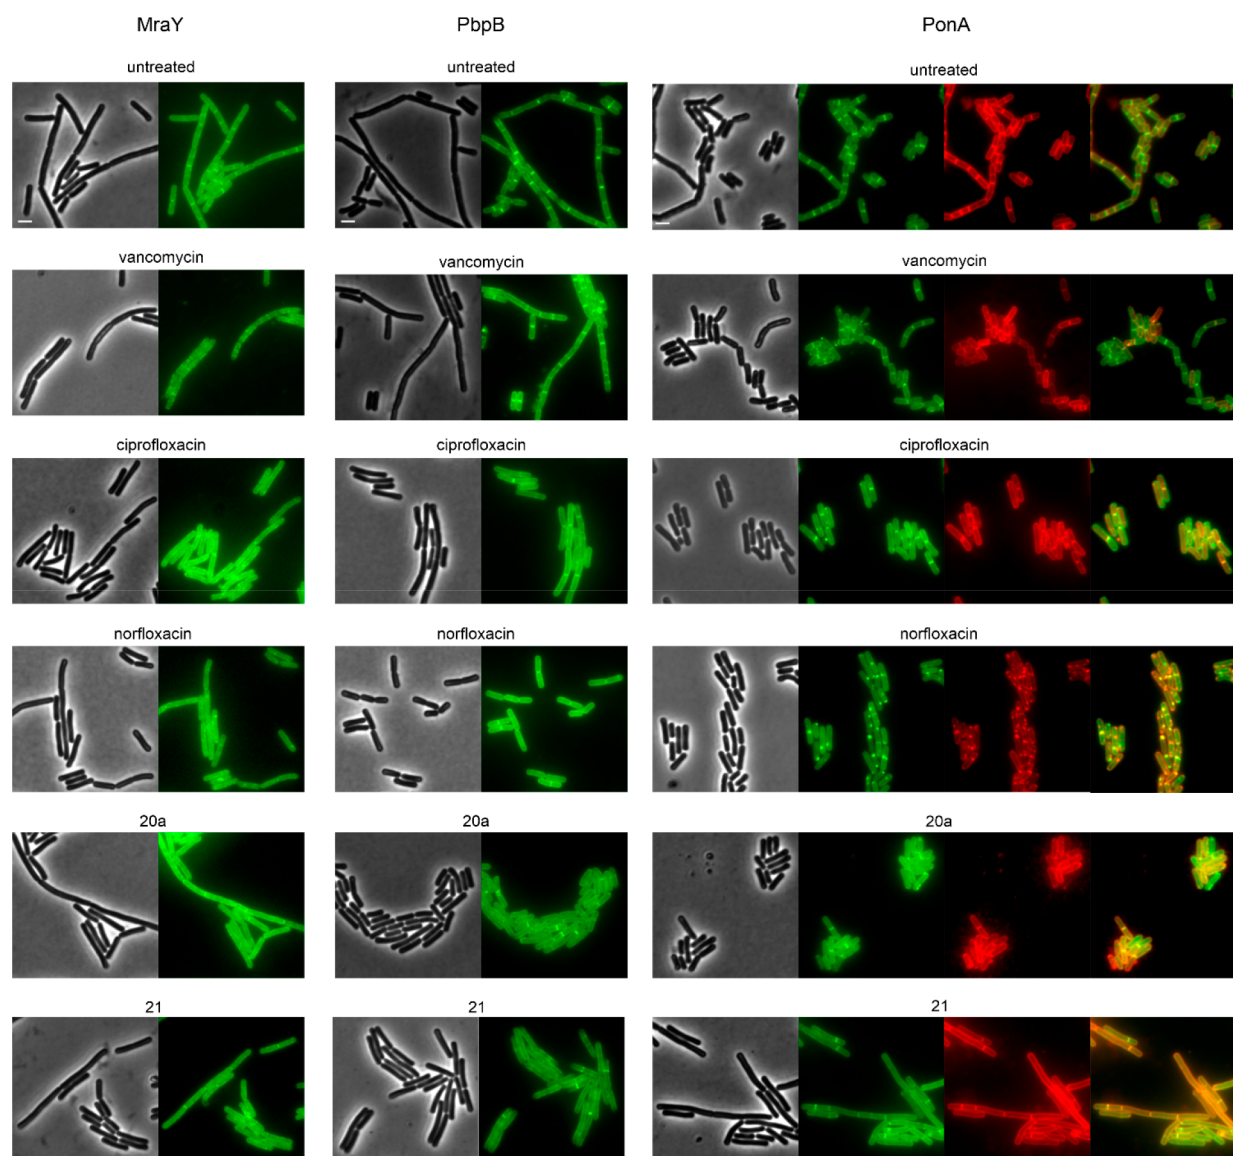 MraY PbpB PonA
untreated untreated untreated
vancomycin vancomycin vancomycin
ciprofloxacin ciprofloxacin ciprofloxacin
norfloxacin norfloxacin norfloxacin
20a 20a 20a
21 21 21